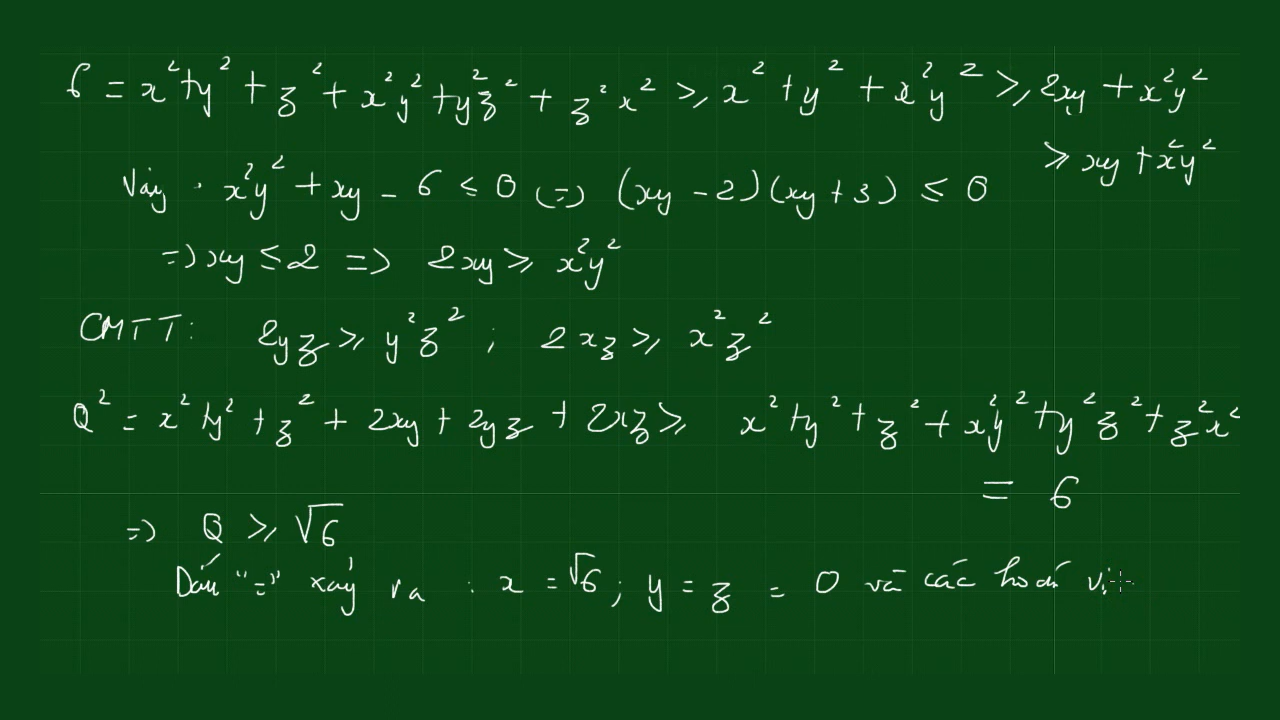 6 = x² + y² + z² + x²y² + y²z² + z²x² ≥ x² + y² + x²y² ≥ 2xy + x²y²
≥ xy + x²y²
Vậy x²y² + xy - 6 ≤ 0 (=) (xy - 2)(xy + 3) ≤ 0
=) xy ≤ 2 => 2xy ≥ x²y²
CMTT: 2yz ≥ y²z² ; 2xz ≥ x²z²
Q² = x² + y² + z² + 2xy + 2yz + 2xz ≥ x² + y² + z² + x²y² + y²z² + z²x²
= 6
=) Q ≥ √6
Dấu "=" xảy ra : x = √6 ; y = z = 0 và các hoán vị